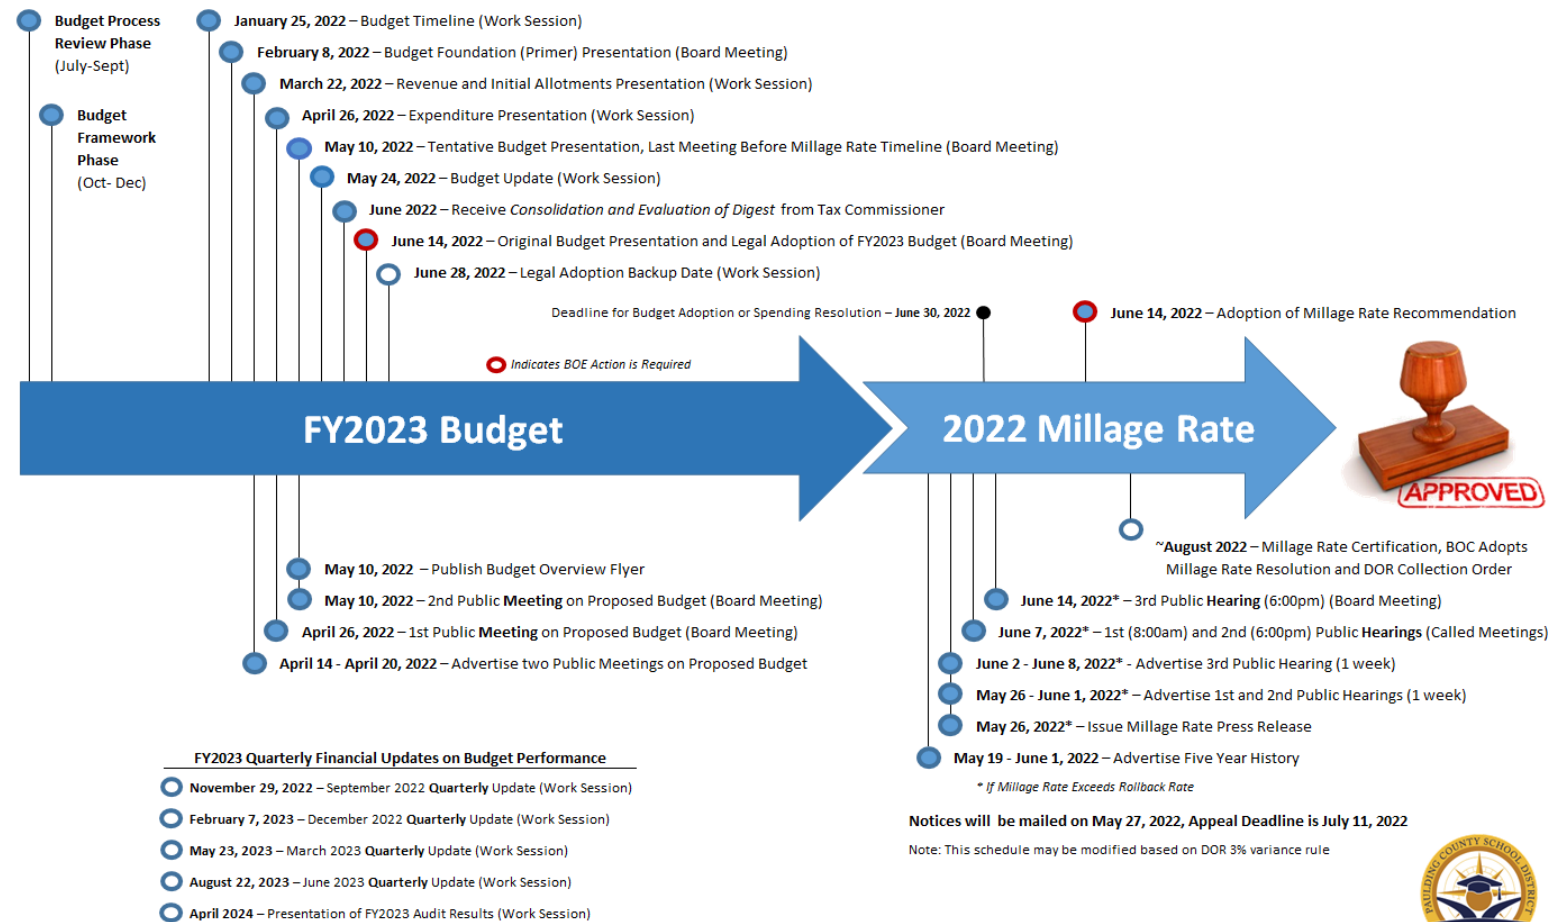 Budget Process
Review Phase
(July-Sept)
Budget
Framework
Phase
(Oct- Dec)
January 25, 2022 – Budget Timeline (Work Session)
February 8, 2022 – Budget Foundation (Primer) Presentation (Board Meeting)
March 22, 2022 – Revenue and Initial Allotments Presentation (Work Session)
April 26, 2022 – Expenditure Presentation (Work Session)
May 10, 2022 – Tentative Budget Presentation, Last Meeting Before Millage Rate Timeline (Board Meeting)
May 24, 2022 – Budget Update (Work Session)
June 2022 – Receive Consolidation and Evaluation of Digest from Tax Commissioner
June 14, 2022 – Original Budget Presentation and Legal Adoption of FY2023 Budget (Board Meeting)
June 28, 2022 – Legal Adoption Backup Date (Work Session)
Deadline for Budget Adoption or Spending Resolution – June 30, 2022
June 14, 2022 – Adoption of Millage Rate Recommendation
Indicates BOE Action is Required
FY2023 Budget
2022 Millage Rate
APPROVED
May 10, 2022 – Publish Budget Overview Flyer
May 10, 2022 – 2nd Public Meeting on Proposed Budget (Board Meeting)
April 26, 2022 – 1st Public Meeting on Proposed Budget (Board Meeting)
April 14 - April 20, 2022 – Advertise two Public Meetings on Proposed Budget
~August 2022 – Millage Rate Certification, BOC Adopts
Millage Rate Resolution and DOR Collection Order
June 14, 2022* – 3rd Public Hearing (6:00pm) (Board Meeting)
June 7, 2022* – 1st (8:00am) and 2nd (6:00pm) Public Hearings (Called Meetings)
June 2 - June 8, 2022* - Advertise 3rd Public Hearing (1 week)
May 26 - June 1, 2022* – Advertise 1st and 2nd Public Hearings (1 week)
May 26, 2022* – Issue Millage Rate Press Release
May 19 - June 1, 2022 – Advertise Five Year History
* If Millage Rate Exceeds Rollback Rate
Notices will be mailed on May 27, 2022, Appeal Deadline is July 11, 2022
Note: This schedule may be modified based on DOR 3% variance rule
FY2023 Quarterly Financial Updates on Budget Performance
November 29, 2022 – September 2022 Quarterly Update (Work Session)
February 7, 2023 – December 2022 Quarterly Update (Work Session)
May 23, 2023 – March 2023 Quarterly Update (Work Session)
August 22, 2023 – June 2023 Quarterly Update (Work Session)
April 2024 – Presentation of FY2023 Audit Results (Work Session)
PAULDING COUNTY SCHOOL DISTRICT